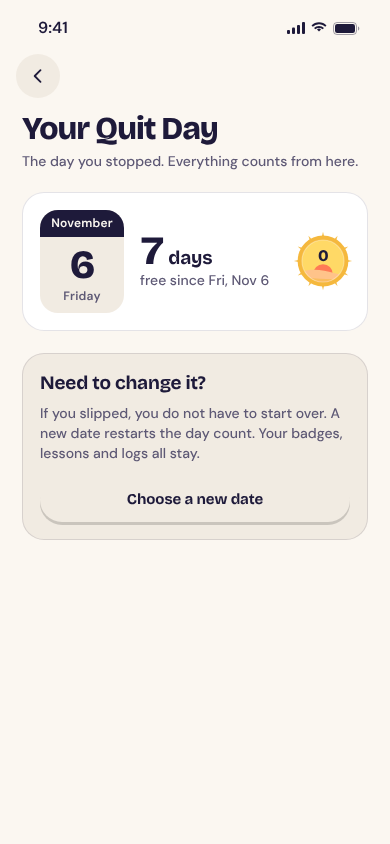 9:41
Your Quit Day
The day you stopped. Everything counts from here.
November
6
Friday
7 days
free since Fri, Nov 6
0
Need to change it?
If you slipped, you do not have to start over. A
new date restarts the day count. Your badges,
lessons and logs all stay.
Choose a new date